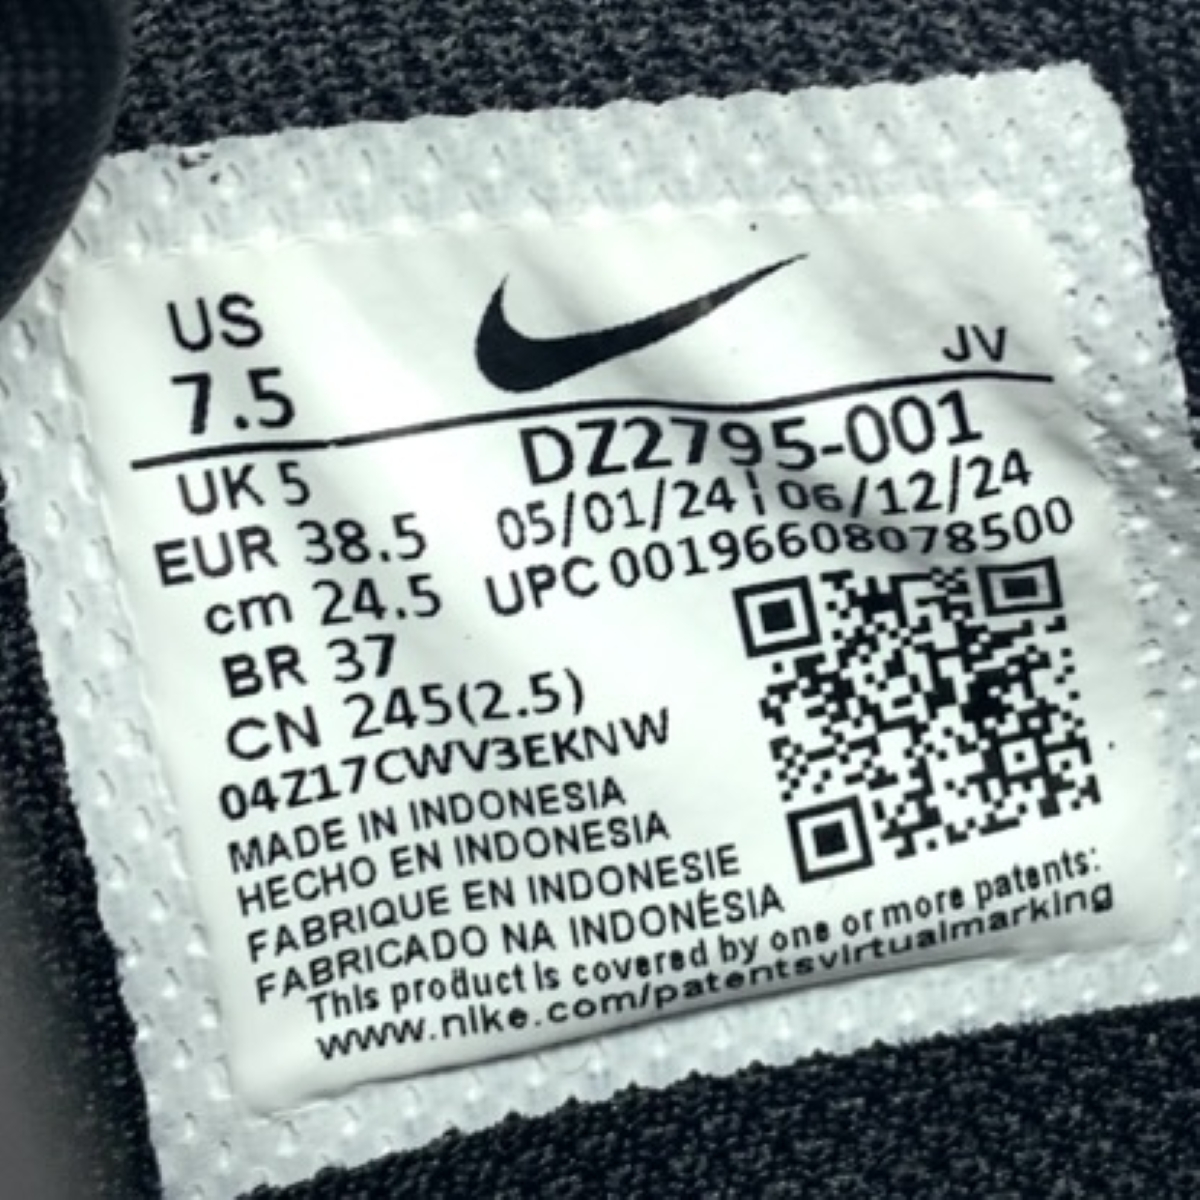 US
7.5
JV
UK 5
DZ2795-001
EUR 38.5
05/01/24 ¦ 06/12/24
cm 24.5
UPC 00196608078500
BR 37
CN 245(2.5)
04Z17CWV3EKNW
MADE IN INDONESIA
HECHO EN INDONESIA
FABRIQUE EN INDONESIE
FABRICADO NA INDONÉSIA
This product is covered by one or more patents:
www.nike.com/patentsvirtualmarking